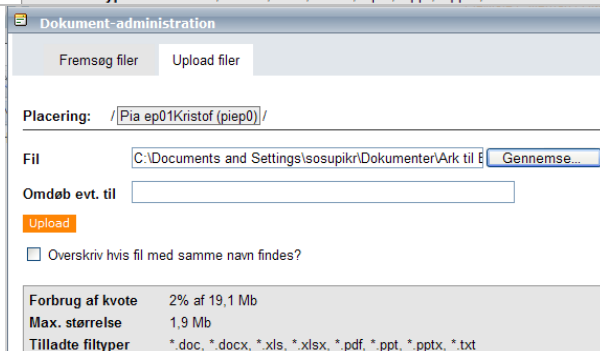 Dokument-administration
Fremsøg filer Upload filer
Placering: / Pia ep01Kristof (piep0) /
Fil C:\Documents and Settings\sosupikr\Dokumenter\Ark til Gennemse...
Omdøb evt. til
Upload
Overskriv hvis fil med samme navn findes?
Forbrug af kvote 2% af 19,1 Mb
Max. størrelse 1,9 Mb
Tilladte filtyper *.doc, *.docx, *.xls, *.xlsx, *.pdf, *.ppt, *.pptx, *.txt